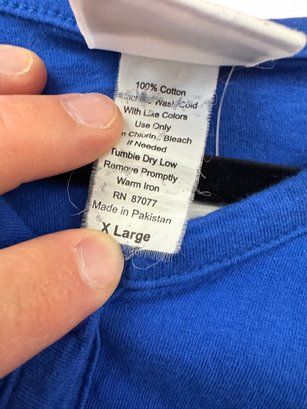 100% Cotton
Wash Cold
With Like Colors
Use Only
Chlorine Bleach
If Needed
Tumble Dry Low
Remove Promptly
Warm Iron
RN 87077
Made in Pakistan
X Large